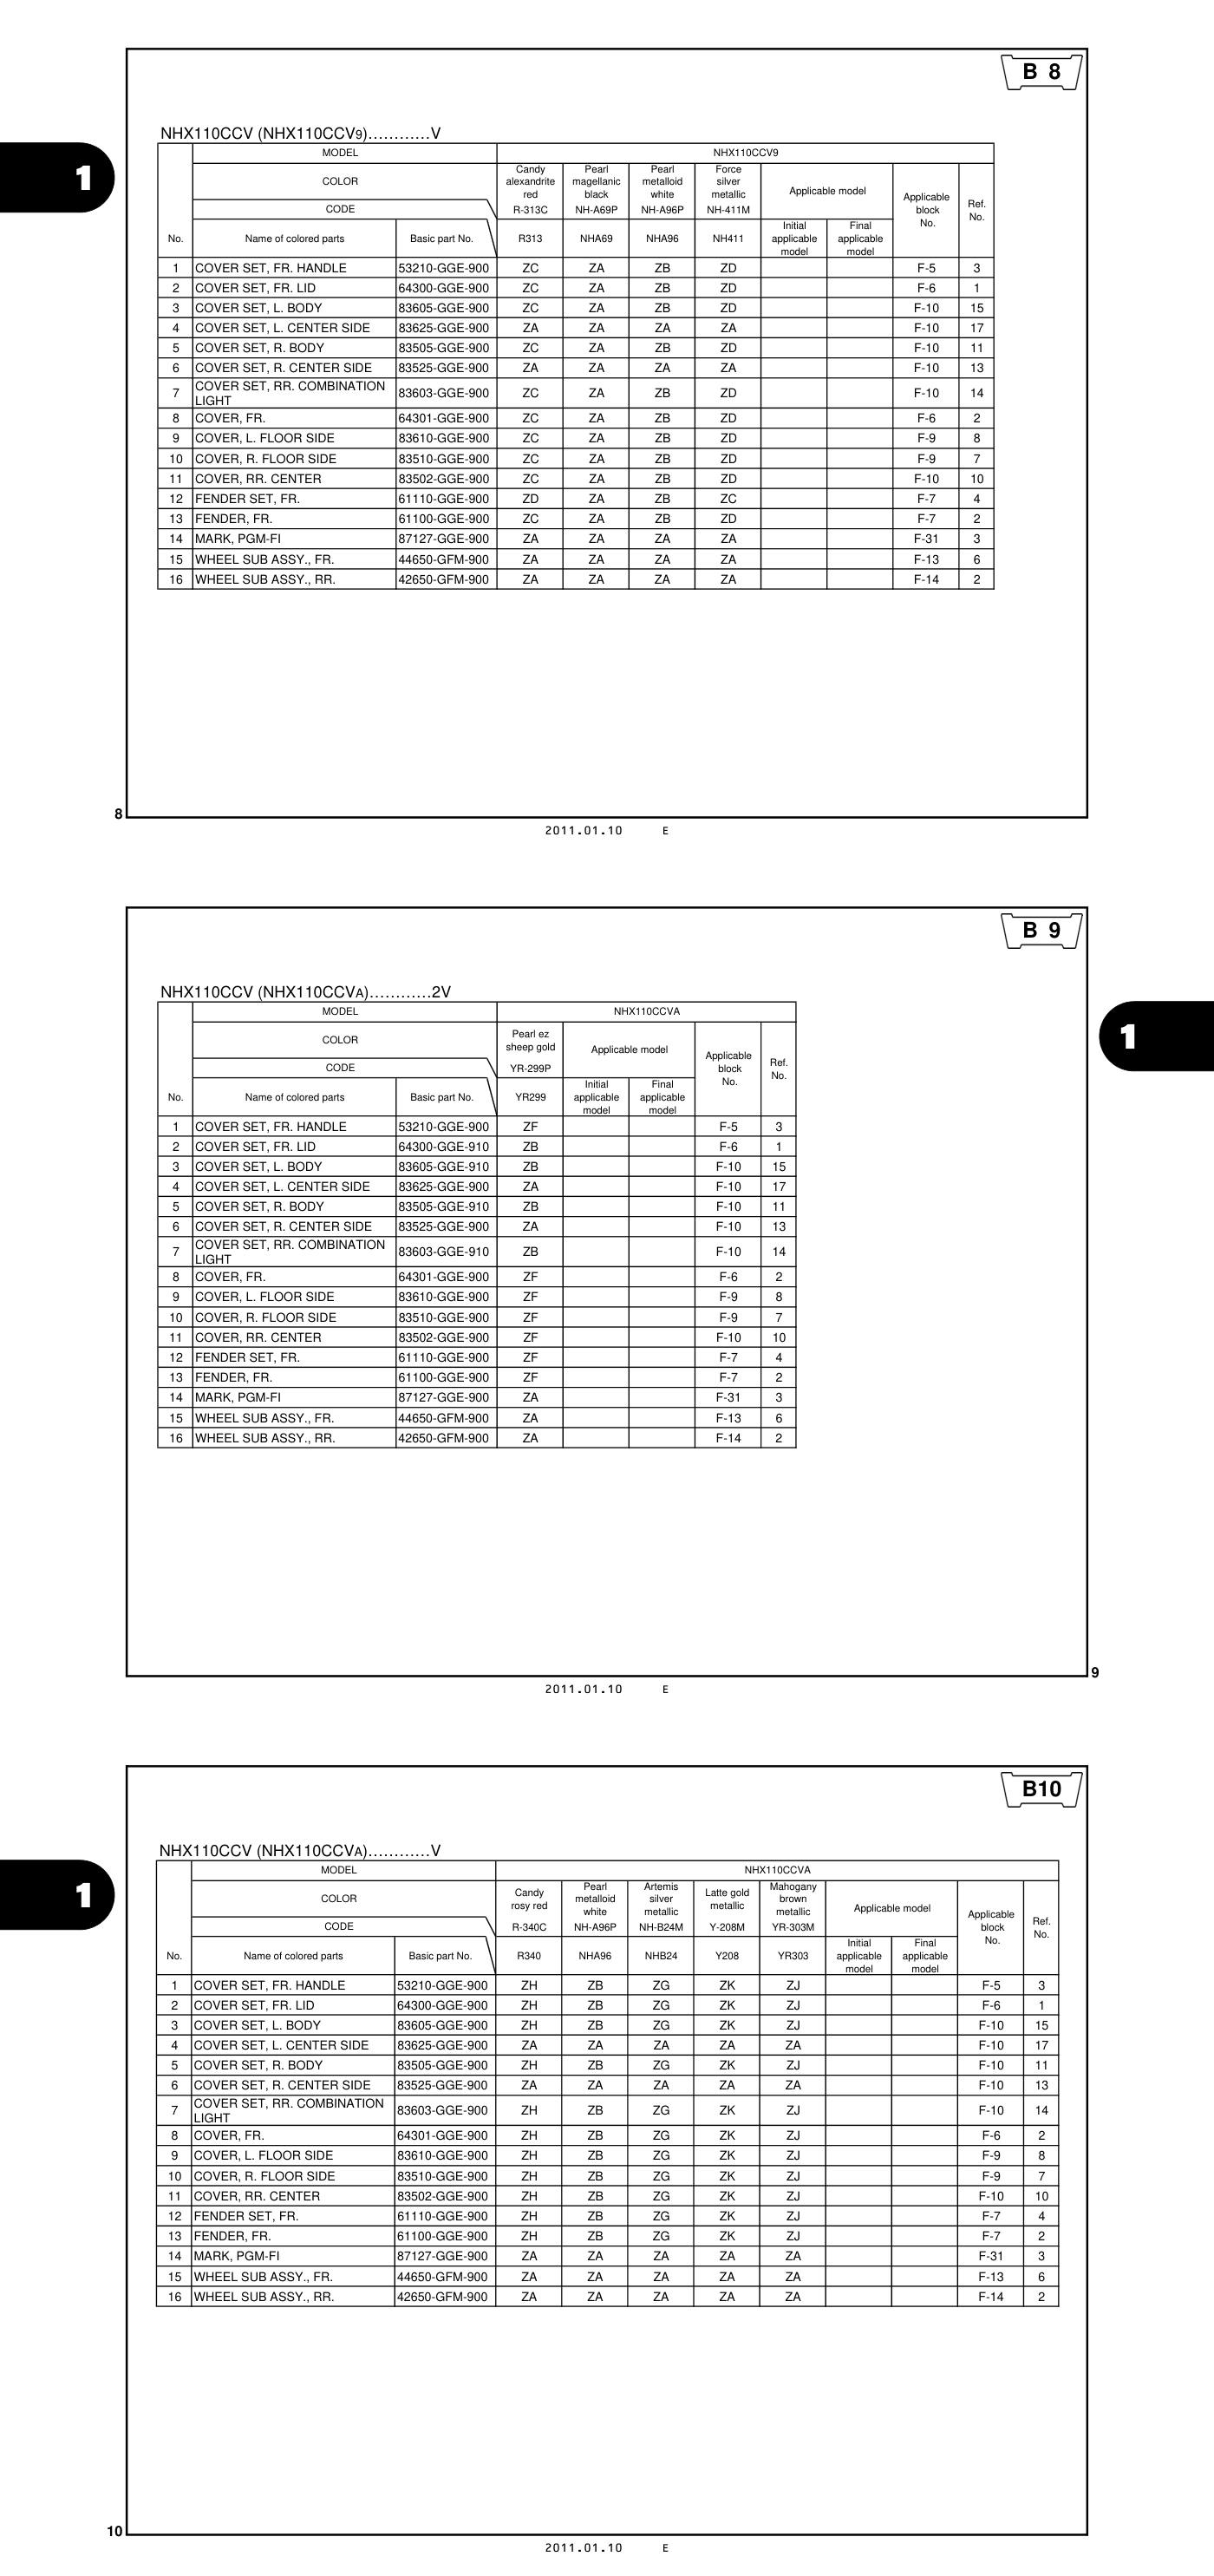 B 8
1
NHX110CCV (NHX110CCV9)............V
MODEL NHX110CCV9
COLOR Candy alexandrite red Pearl magellanic black Pearl metalloid white Force silver metallic Applicable model Applicable block No. Ref. No.
CODE R-313C NH-A69P NH-A96P NH-411M
No. Name of colored parts Basic part No. R313 NHA69 NHA96 NH411 Initial applicable model Final applicable model
1 COVER SET, FR. HANDLE 53210-GGE-900 ZC ZA ZB ZD F-5 3
2 COVER SET, FR. LID 64300-GGE-900 ZC ZA ZB ZD F-6 1
3 COVER SET, L. BODY 83605-GGE-900 ZC ZA ZB ZD F-10 15
4 COVER SET, L. CENTER SIDE 83625-GGE-900 ZA ZA ZA ZA F-10 17
5 COVER SET, R. BODY 83505-GGE-900 ZC ZA ZB ZD F-10 11
6 COVER SET, R. CENTER SIDE 83525-GGE-900 ZA ZA ZA ZA F-10 13
7 COVER SET, RR. COMBINATION LIGHT 83603-GGE-900 ZC ZA ZB ZD F-10 14
8 COVER, FR. 64301-GGE-900 ZC ZA ZB ZD F-6 2
9 COVER, L. FLOOR SIDE 83610-GGE-900 ZC ZA ZB ZD F-9 8
10 COVER, R. FLOOR SIDE 83510-GGE-900 ZC ZA ZB ZD F-9 7
11 COVER, RR. CENTER 83502-GGE-900 ZC ZA ZB ZD F-10 10
12 FENDER SET, FR. 61110-GGE-900 ZD ZA ZB ZC F-7 4
13 FENDER, FR. 61100-GGE-900 ZC ZA ZB ZD F-7 2
14 MARK, PGM-FI 87127-GGE-900 ZA ZA ZA ZA F-31 3
15 WHEEL SUB ASSY., FR. 44650-GFM-900 ZA ZA ZA ZA F-13 6
16 WHEEL SUB ASSY., RR. 42650-GFM-900 ZA ZA ZA ZA F-14 2
8
2011.01.10 E
B 9
NHX110CCV (NHX110CCVA)............2V
1
MODEL NHX110CCVA
COLOR Pearl ez sheep gold Applicable model Applicable block No. Ref. No.
CODE YR-299P
No. Name of colored parts Basic part No. YR299 Initial applicable model Final applicable model
1 COVER SET, FR. HANDLE 53210-GGE-900 ZF F-5 3
2 COVER SET, FR. LID 64300-GGE-910 ZB F-6 1
3 COVER SET, L. BODY 83605-GGE-910 ZB F-10 15
4 COVER SET, L. CENTER SIDE 83625-GGE-900 ZA F-10 17
5 COVER SET, R. BODY 83505-GGE-910 ZB F-10 11
6 COVER SET, R. CENTER SIDE 83525-GGE-900 ZA F-10 13
7 COVER SET, RR. COMBINATION LIGHT 83603-GGE-910 ZB F-10 14
8 COVER, FR. 64301-GGE-900 ZF F-6 2
9 COVER, L. FLOOR SIDE 83610-GGE-900 ZF F-9 8
10 COVER, R. FLOOR SIDE 83510-GGE-900 ZF F-9 7
11 COVER, RR. CENTER 83502-GGE-900 ZF F-10 10
12 FENDER SET, FR. 61110-GGE-900 ZF F-7 4
13 FENDER, FR. 61100-GGE-900 ZF F-7 2
14 MARK, PGM-FI 87127-GGE-900 ZA F-31 3
15 WHEEL SUB ASSY., FR. 44650-GFM-900 ZA F-13 6
16 WHEEL SUB ASSY., RR. 42650-GFM-900 ZA F-14 2
9
2011.01.10 E
B10
NHX110CCV (NHX110CCVA)............V
1
MODEL NHX110CCVA
COLOR Candy rosy red Pearl metalloid white Artemis silver metallic Latte gold metallic Mahogany brown metallic Applicable model Applicable block No. Ref. No.
CODE R-340C NH-A96P NH-B24M Y-208M YR-303M
No. Name of colored parts Basic part No. R340 NHA96 NHB24 Y208 YR303 Initial applicable model Final applicable model
1 COVER SET, FR. HANDLE 53210-GGE-900 ZH ZB ZG ZK ZJ F-5 3
2 COVER SET, FR. LID 64300-GGE-900 ZH ZB ZG ZK ZJ F-6 1
3 COVER SET, L. BODY 83605-GGE-900 ZH ZB ZG ZK ZJ F-10 15
4 COVER SET, L. CENTER SIDE 83625-GGE-900 ZA ZA ZA ZA ZA F-10 17
5 COVER SET, R. BODY 83505-GGE-900 ZH ZB ZG ZK ZJ F-10 11
6 COVER SET, R. CENTER SIDE 83525-GGE-900 ZA ZA ZA ZA ZA F-10 13
7 COVER SET, RR. COMBINATION LIGHT 83603-GGE-900 ZH ZB ZG ZK ZJ F-10 14
8 COVER, FR. 64301-GGE-900 ZH ZB ZG ZK ZJ F-6 2
9 COVER, L. FLOOR SIDE 83610-GGE-900 ZH ZB ZG ZK ZJ F-9 8
10 COVER, R. FLOOR SIDE 83510-GGE-900 ZH ZB ZG ZK ZJ F-9 7
11 COVER, RR. CENTER 83502-GGE-900 ZH ZB ZG ZK ZJ F-10 10
12 FENDER SET, FR. 61110-GGE-900 ZH ZB ZG ZK ZJ F-7 4
13 FENDER, FR. 61100-GGE-900 ZH ZB ZG ZK ZJ F-7 2
14 MARK, PGM-FI 87127-GGE-900 ZA ZA ZA ZA ZA F-31 3
15 WHEEL SUB ASSY., FR. 44650-GFM-900 ZA ZA ZA ZA ZA F-13 6
16 WHEEL SUB ASSY., RR. 42650-GFM-900 ZA ZA ZA ZA ZA F-14 2
10
2011.01.10 E